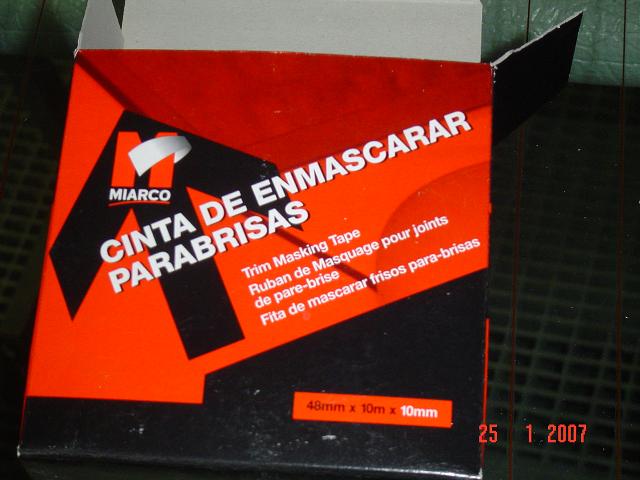 M
MIARCO
CINTA DE ENMASCARAR
PARABRISAS
Trim Masking Tape
Ruban de Masquage pour joints
de pare-brise
Fita de mascarar frisos para-brisas
48mm x 10m x 10mm
25 1 2007